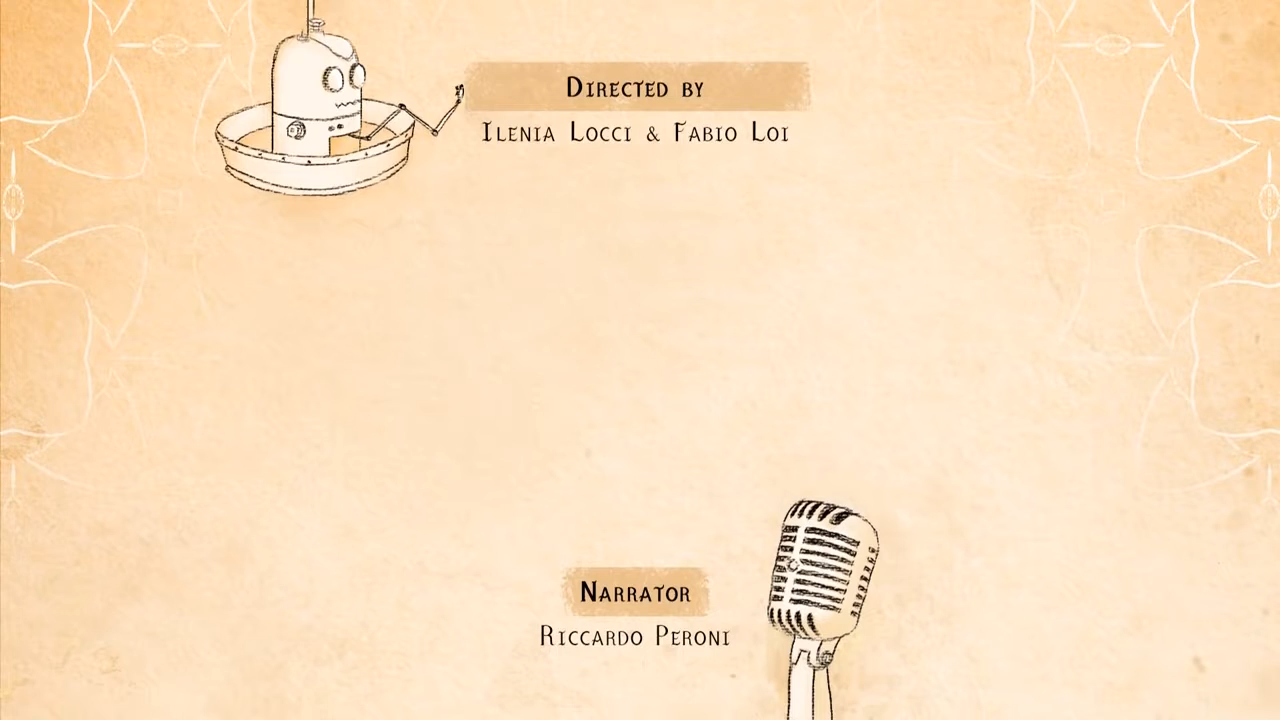 Directed by
Ilenia Locci & Fabio Loi
Narrator
Riccardo Peroni